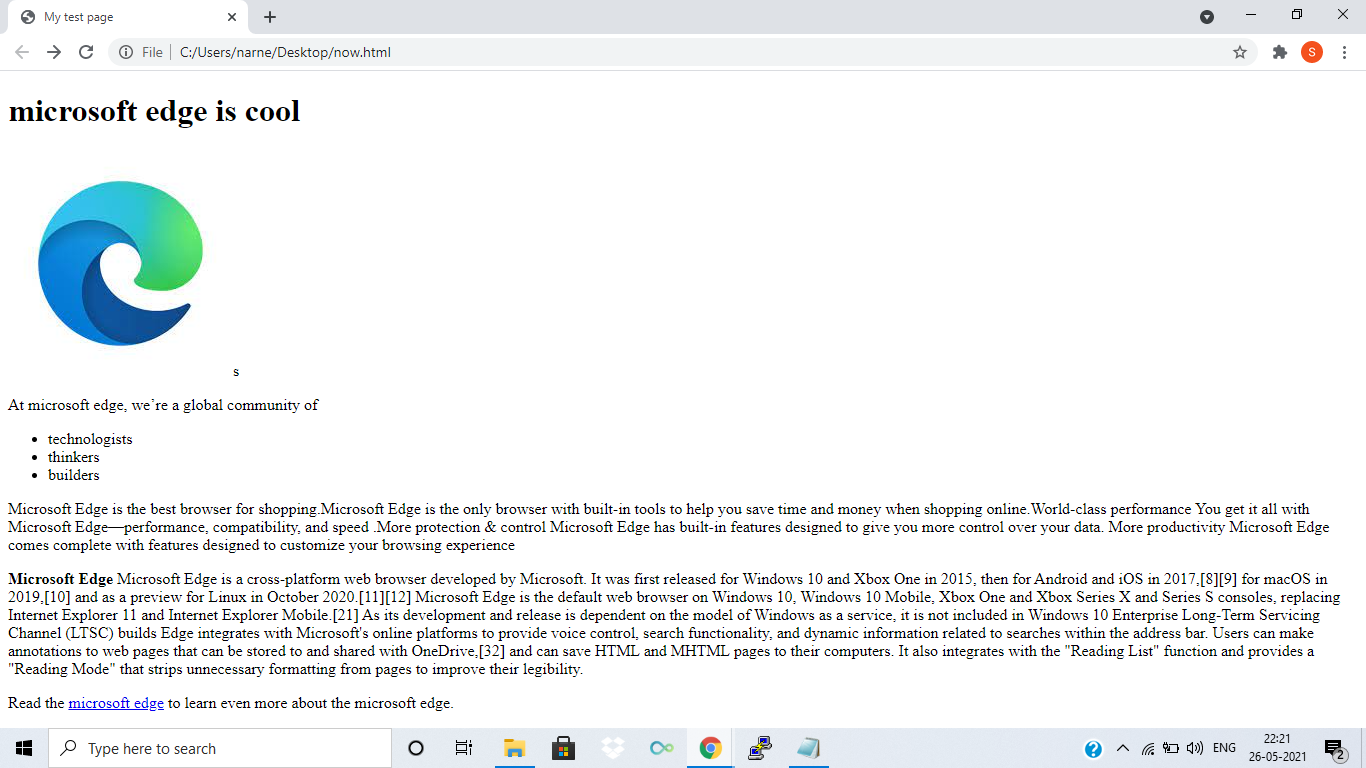 My test page
File
C:/Users/narne/Desktop/now.html
S
microsoft edge is cool
s
At microsoft edge, we're a global community of
• technologists
• thinkers
• builders
Microsoft Edge is the best browser for shopping.Microsoft Edge is the only browser with built-in tools to help you save time and money when shopping online.World-class performance You get it all with
Microsoft Edge—performance, compatibility, and speed .More protection & control Microsoft Edge has built-in features designed to give you more control over your data. More productivity Microsoft Edge
comes complete with features designed to customize your browsing experience
Microsoft Edge Microsoft Edge is a cross-platform web browser developed by Microsoft. It was first released for Windows 10 and Xbox One in 2015, then for Android and iOS in 2017,[8][9] for macOS in
2019,[10] and as a preview for Linux in October 2020.[11][12] Microsoft Edge is the default web browser on Windows 10, Windows 10 Mobile, Xbox One and Xbox Series X and Series S consoles, replacing
Internet Explorer 11 and Internet Explorer Mobile.[21] As its development and release is dependent on the model of Windows as a service, it is not included in Windows 10 Enterprise Long-Term Servicing
Channel (LTSC) builds Edge integrates with Microsoft's online platforms to provide voice control, search functionality, and dynamic information related to searches within the address bar. Users can make
annotations to web pages that can be stored to and shared with OneDrive,[32] and can save HTML and MHTML pages to their computers. It also integrates with the "Reading List" function and provides a
"Reading Mode" that strips unnecessary formatting from pages to improve their legibility.
Read the microsoft edge to learn even more about the microsoft edge.
Type here to search
ENG
22:21
26-05-2021
2